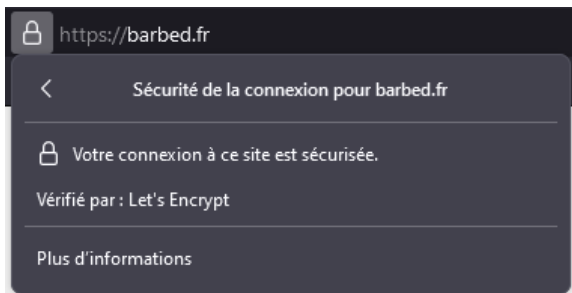 https://barbed.fr
Sécurité de la connexion pour barbed.fr
Votre connexion à ce site est sécurisée.
Vérifié par : Let's Encrypt
Plus d’informations